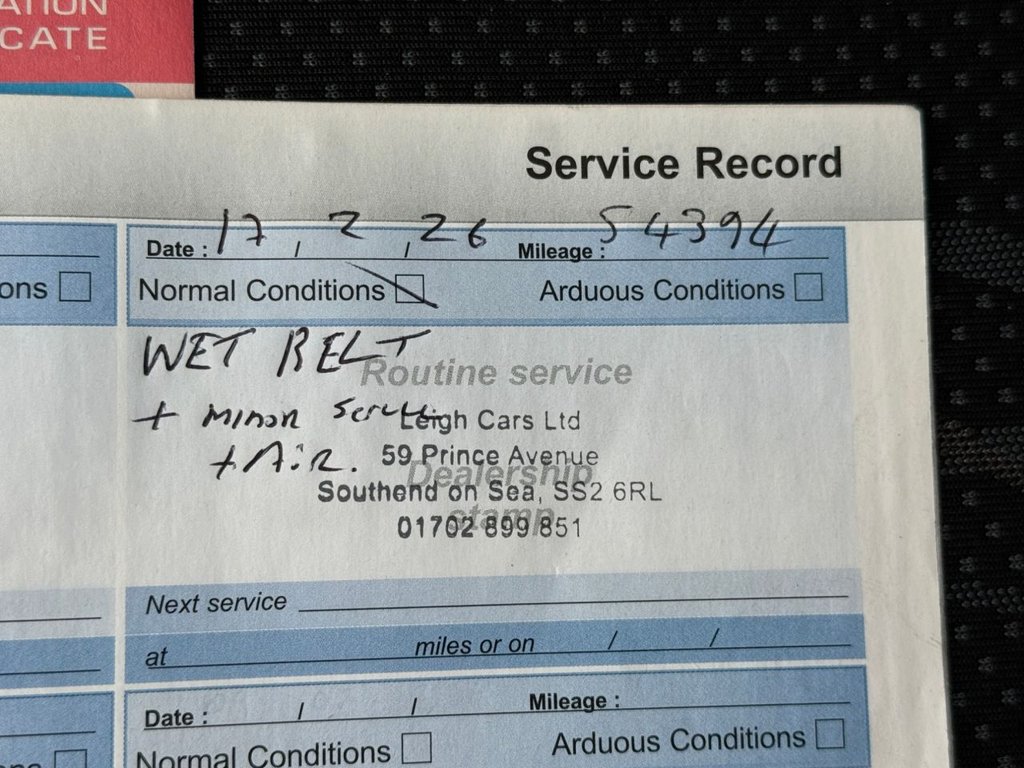 ATION
CATE
Service Record
Date : 17 / 2 / 26 Mileage : 54394
ons
Normal Conditions Arduous Conditions
WET BELT
Routine service
+ MINOR
Leigh Cars Ltd
+ AIR.
59 Prince Avenue
Dealership
Southend on Sea, SS2 6RL
stamp
01702 899 851
Next service
at miles or on / /
Date : / / Mileage :
Normal Conditions Arduous Conditions